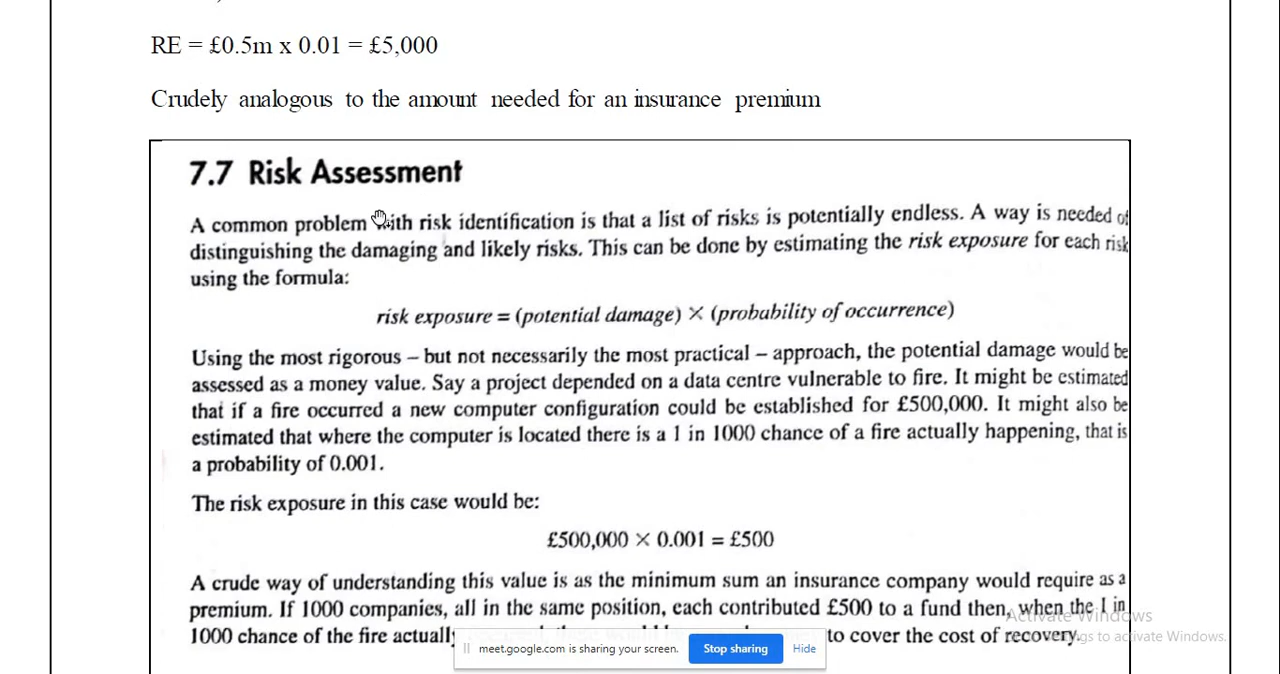 RE = £0.5m x 0.01 = £5,000
Crudely analogous to the amount needed for an insurance premium
7.7 Risk Assessment
A common problem with risk identification is that a list of risks is potentially endless. A way is needed of
distinguishing the damaging and likely risks. This can be done by estimating the risk exposure for each risk
using the formula:
risk exposure = (potential damage) × (probability of occurrence)
Using the most rigorous – but not necessarily the most practical – approach, the potential damage would be
assessed as a money value. Say a project depended on a data centre vulnerable to fire. It might be estimated
that if a fire occurred a new computer configuration could be established for £500,000. It might also be
estimated that where the computer is located there is a 1 in 1000 chance of a fire actually happening, that is
a probability of 0.001.
The risk exposure in this case would be:
£500,000 × 0.001 = £500
A crude way of understanding this value is as the minimum sum an insurance company would require as a
premium. If 1000 companies, all in the same position, each contributed £500 to a fund then, when the 1 in
1000 chance of the fire actually to cover the cost of recovery.
Activate Windows
to activate Windows.
meet.google.com is sharing your screen.
Stop sharing
Hide